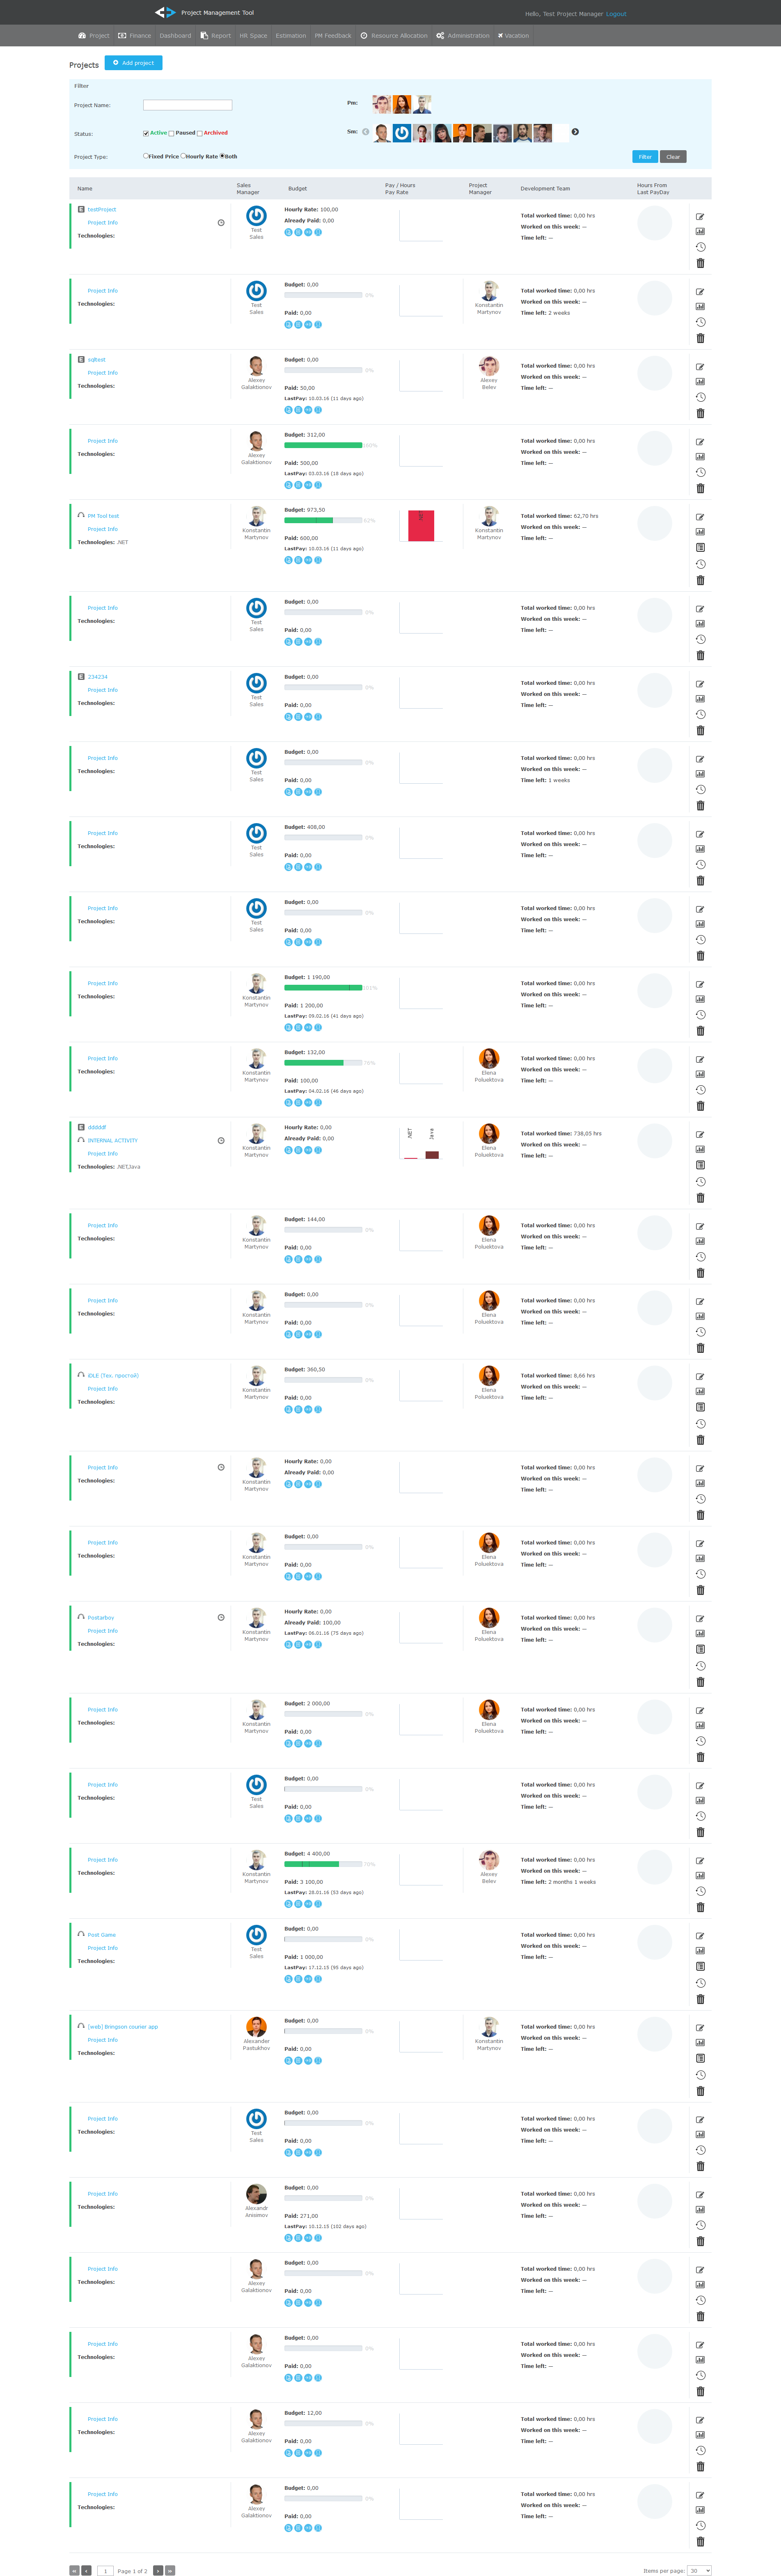 Project Management Tool
Hello, Test Project Manager Logout
Project Finance Dashboard Report HR Space Estimation PM Feedback Resource Allocation Administration Vacation
Projects Add project
Filter
Project Name: Pm:
Status: Active Paused Archived Sm:
Project Type: Fixed Price Hourly Rate Both Filter Clear
Name Sales Manager Budget Pay / Hours Pay Rate Project Manager Development Team Hours From Last PayDay
testProject
Project Info
Technologies:
Test Sales
Hourly Rate: 100,00
Already Paid: 0,00
Total worked time: 0,00 hrs
Worked on this week: —
Time left: —
Project Info
Technologies:
Test Sales
Budget: 0,00
0%
Paid: 0,00
Konstantin Martynov
Total worked time: 0,00 hrs
Worked on this week: —
Time left: 2 weeks
sqltest
Project Info
Technologies:
Alexey Galaktionov
Budget: 0,00
0%
Paid: 50,00
LastPay: 10.03.16 (11 days ago)
Alexey Belov
Total worked time: 0,00 hrs
Worked on this week: —
Time left: —
Project Info
Technologies:
Alexey Galaktionov
Budget: 312,00
Paid: 500,00
LastPay: 03.03.16 (18 days ago)
Total worked time: 0,00 hrs
Worked on this week: —
Time left: —
PM Tool test
Project Info
Technologies: .NET
Konstantin Martynov
Budget: 973,50
62%
Paid: 600,00
LastPay: 10.03.16 (11 days ago)
Konstantin Martynov
Total worked time: 62,70 hrs
Worked on this week: —
Time left: —
Project Info
Technologies:
Test Sales
Budget: 0,00
0%
Paid: 0,00
Total worked time: 0,00 hrs
Worked on this week: —
Time left: —
234234
Project Info
Technologies:
Test Sales
Budget: 0,00
0%
Paid: 0,00
Total worked time: 0,00 hrs
Worked on this week: —
Time left: —
Project Info
Technologies:
Test Sales
Budget: 0,00
0%
Paid: 0,00
Total worked time: 0,00 hrs
Worked on this week: —
Time left: 1 weeks
Project Info
Technologies:
Test Sales
Budget: 408,00
0%
Paid: 0,00
Total worked time: 0,00 hrs
Worked on this week: —
Time left: —
Project Info
Technologies:
Test Sales
Budget: 0,00
0%
Paid: 0,00
Total worked time: 0,00 hrs
Worked on this week: —
Time left: —
Project Info
Technologies:
Konstantin Martynov
Budget: 1 190,00
101%
Paid: 1 200,00
LastPay: 09.02.16 (41 days ago)
Total worked time: 0,00 hrs
Worked on this week: —
Time left: —
Project Info
Technologies:
Konstantin Martynov
Budget: 132,00
76%
Paid: 100,00
LastPay: 04.02.16 (46 days ago)
Elena Poluektova
Total worked time: 0,00 hrs
Worked on this week: —
Time left: —
dddddf
INTERNAL ACTIVITY
Project Info
Technologies: .NET,Java
Konstantin Martynov
Hourly Rate: 0,00
Already Paid: 0,00
.NET Java
Elena Poluektova
Total worked time: 738,05 hrs
Worked on this week: —
Time left: —
Project Info
Technologies:
Konstantin Martynov
Budget: 144,00
0%
Paid: 0,00
Elena Poluektova
Total worked time: 0,00 hrs
Worked on this week: —
Time left: —
Project Info
Technologies:
Konstantin Martynov
Budget: 0,00
0%
Paid: 0,00
Elena Poluektova
Total worked time: 0,00 hrs
Worked on this week: —
Time left: —
iDLE (Тех. простой)
Project Info
Technologies:
Konstantin Martynov
Budget: 360,50
0%
Paid: 0,00
Elena Poluektova
Total worked time: 8,66 hrs
Worked on this week: —
Time left: —
Project Info
Technologies:
Konstantin Martynov
Hourly Rate: 0,00
Already Paid: 0,00
Total worked time: 0,00 hrs
Worked on this week: —
Time left: —
Project Info
Technologies:
Konstantin Martynov
Budget: 0,00
0%
Paid: 0,00
Elena Poluektova
Total worked time: 0,00 hrs
Worked on this week: —
Time left: —
Postarboy
Project Info
Technologies:
Konstantin Martynov
Hourly Rate: 0,00
Already Paid: 100,00
LastPay: 06.01.16 (75 days ago)
Elena Poluektova
Total worked time: 0,00 hrs
Worked on this week: —
Time left: —
Project Info
Technologies:
Konstantin Martynov
Budget: 2 000,00
0%
Paid: 0,00
Elena Poluektova
Total worked time: 0,00 hrs
Worked on this week: —
Time left: —
Project Info
Technologies:
Test Sales
Budget: 0,00
0%
Paid: 0,00
Total worked time: 0,00 hrs
Worked on this week: —
Time left: —
Project Info
Technologies:
Konstantin Martynov
Budget: 4 400,00
70%
Paid: 3 100,00
LastPay: 28.01.16 (53 days ago)
Alexey Belov
Total worked time: 0,00 hrs
Worked on this week: —
Time left: 2 months 1 weeks
Post Game
Project Info
Technologies:
Test Sales
Budget: 0,00
0%
Paid: 1 000,00
LastPay: 17.12.15 (95 days ago)
Total worked time: 0,00 hrs
Worked on this week: —
Time left: —
[web] Bringoon courier app
Project Info
Technologies:
Alexander Pastukhov
Budget: 0,00
0%
Paid: 0,00
Konstantin Martynov
Total worked time: 0,00 hrs
Worked on this week: —
Time left: —
Project Info
Technologies:
Test Sales
Budget: 0,00
0%
Paid: 0,00
Total worked time: 0,00 hrs
Worked on this week: —
Time left: —
Project Info
Technologies:
Alexandr Anisimov
Budget: 0,00
0%
Paid: 271,00
LastPay: 10.12.15 (102 days ago)
Total worked time: 0,00 hrs
Worked on this week: —
Time left: —
Project Info
Technologies:
Alexey Galaktionov
Budget: 0,00
0%
Paid: 0,00
Total worked time: 0,00 hrs
Worked on this week: —
Time left: —
Project Info
Technologies:
Alexey Galaktionov
Budget: 0,00
0%
Paid: 0,00
Total worked time: 0,00 hrs
Worked on this week: —
Time left: —
Project Info
Technologies:
Alexey Galaktionov
Budget: 12,00
0%
Paid: 0,00
Total worked time: 0,00 hrs
Worked on this week: —
Time left: —
Project Info
Technologies:
Alexey Galaktionov
Budget: 0,00
0%
Paid: 0,00
Total worked time: 0,00 hrs
Worked on this week: —
Time left: —
« ‹ 1 Page 1 of 2 › » Items per page: 30